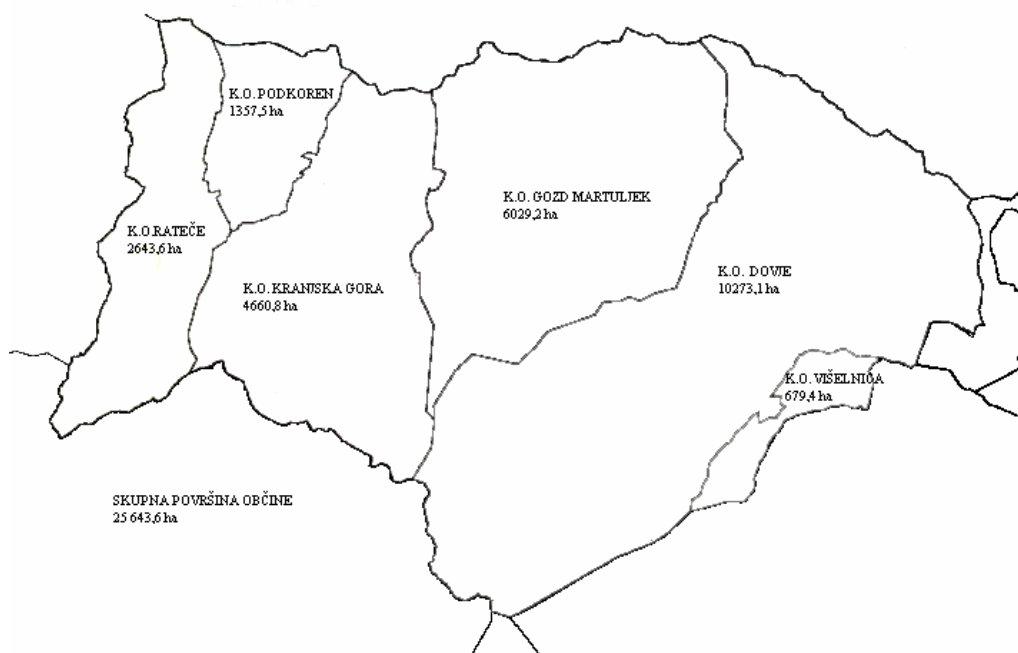 K.O. PODKOREN
1357,5 ha
K.O. GOZD MARTULJEK
6029,2 ha
K.O.RATEČE
2643,6 ha
K.O. KRANJSKA GORA
4660,8 ha
K.O. DOVJE
10273,1 ha
K.O. VIŠELNICA
679,4 ha
SKUPNA POVRŠINA OBČINE
25 643,6 ha